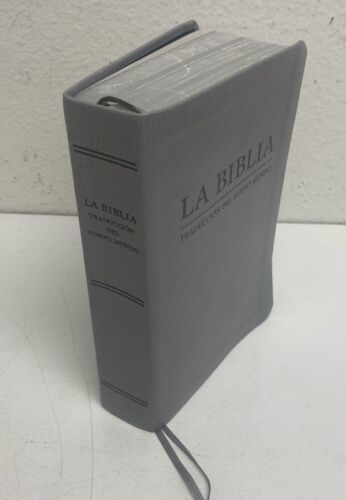 LA BIBLIA
TRADUCCIÓN
DEL
NUEVO MUNDO
LA BIBLIA
TRADUCCIÓN DEL NUEVO MUNDO